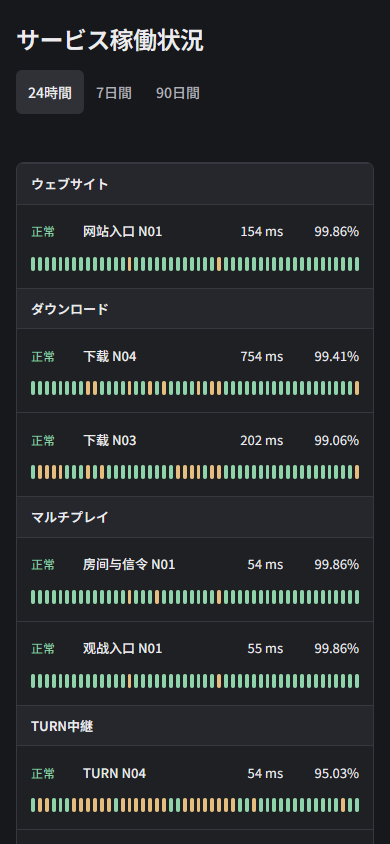 サービス稼働状況
24時間 7日間 90日間
ウェブサイト
正常 网站入口 N01 154 ms 99.86%
ダウンロード
正常 下载 N04 754 ms 99.41%
正常 下载 N03 202 ms 99.06%
マルチプレイ
正常 房间与信令 N01 54 ms 99.86%
正常 观战入口 N01 55 ms 99.86%
TURN中継
正常 TURN N04 54 ms 95.03%